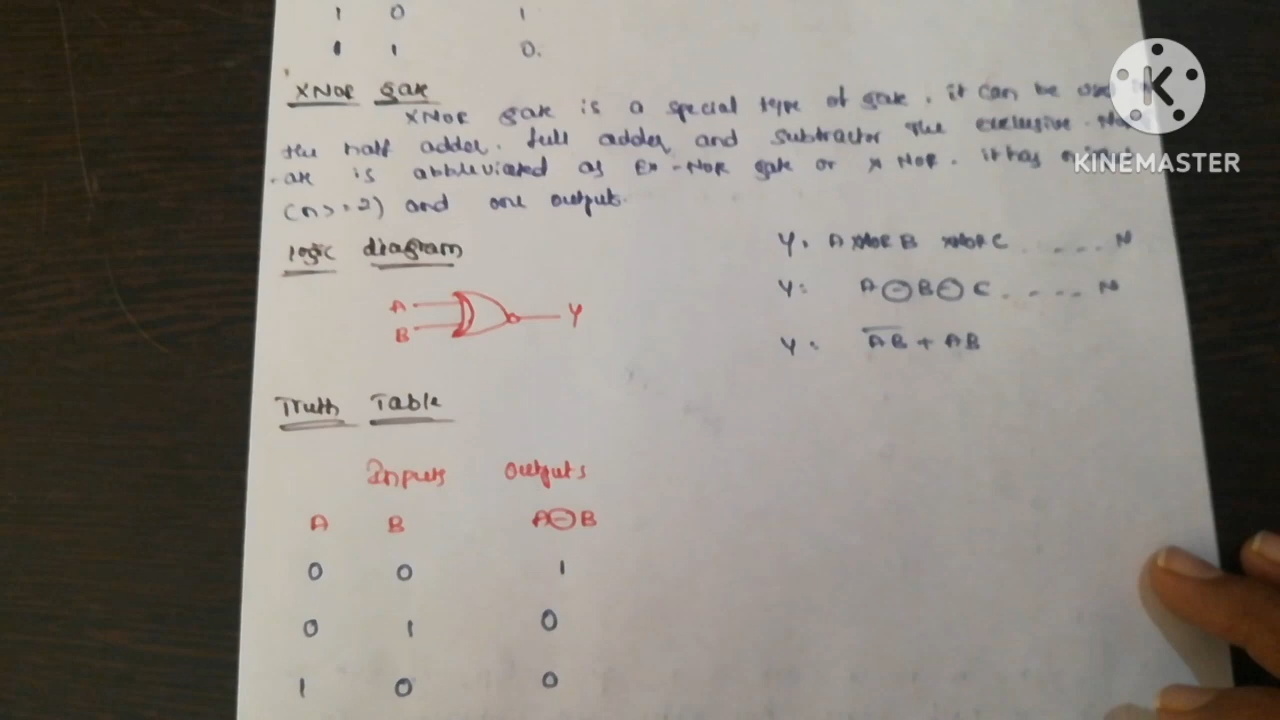 1 0 1
1 1 0.
XNOR gate
XNOR gate is a special type of gate. it can be used in
the half adder. full adder and subtractor The exclusive-NOR
gate is abbreviated as Ex-NOR gate or X NOR. it has
(n>=2) and one output.
logic diagram
A
B
Y
Y = A XNOR B XNOR C ..... N
Y = A ⊖ B ⊖ C ..... N
Y = A̅B̅ + AB
Truth Table
Inputs Outputs
A B A⊖B
0 0 1
0 1 0
1 0 0
KINEMASTER